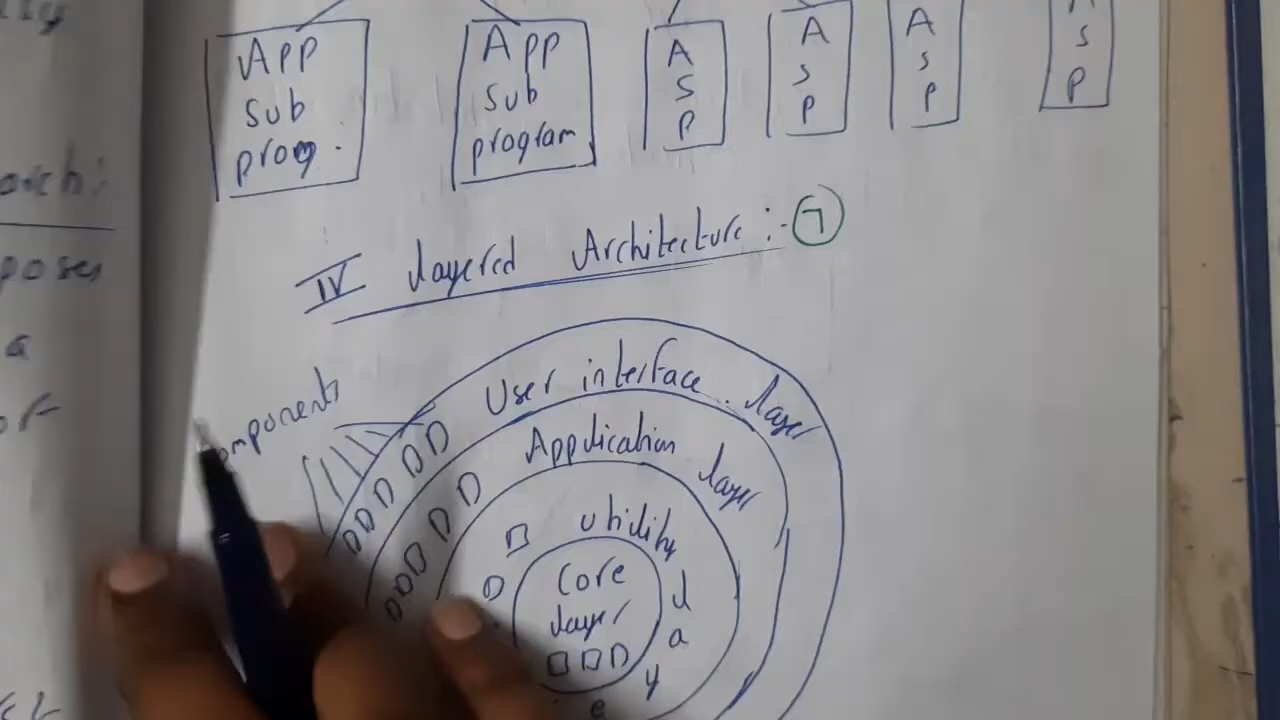 App
sub
prog.
App
sub
program
A
S
P
A
S
P
A
S
P
A
S
P
IV layered Architecture :- 7
components
User interface layer
Application layer
utility
l
a
y
e
Core
layer
a
poses